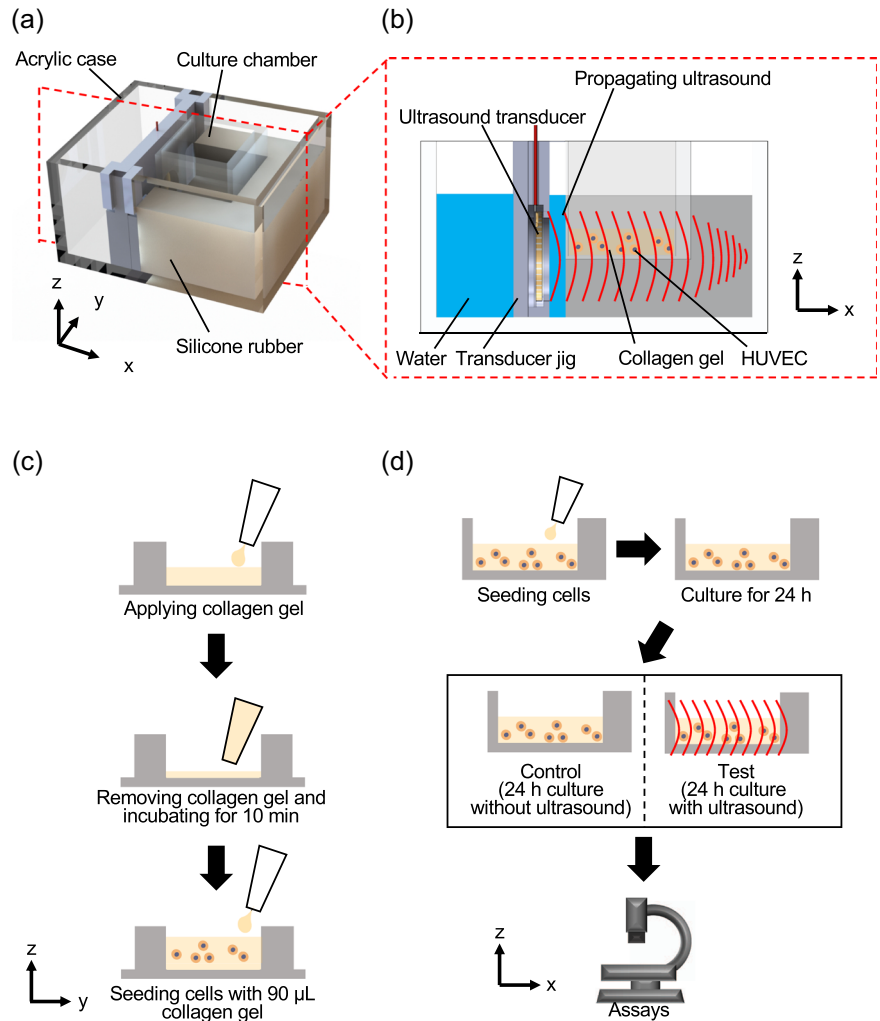 (a)
Acrylic case
Culture chamber
Silicone rubber
z
y
x
(b)
Propagating ultrasound
Ultrasound transducer
Water
Transducer jig
Collagen gel
HUVEC
z
x
(c)
Applying collagen gel
Removing collagen gel and
incubating for 10 min
Seeding cells with 90 µL
collagen gel
z
y
(d)
Seeding cells
Culture for 24 h
Control
(24 h culture
without ultrasound)
Test
(24 h culture
with ultrasound)
z
x
Assays